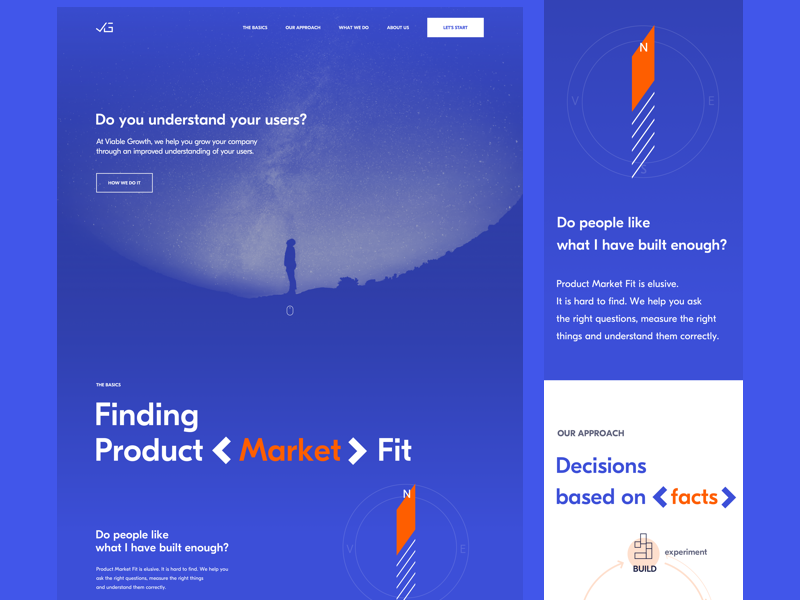 VG
THE BASICS
OUR APPROACH
WHAT WE DO
ABOUT US
LET'S START
Do you understand your users?
At Viable Growth, we help you grow your company
through an improved understanding of your users.
HOW WE DO IT
THE BASICS
Finding
Product < Market > Fit
Do people like
what I have built enough?
Product Market Fit is elusive. It is hard to find. We help you
ask the right questions, measure the right things
and understand them correctly.
N
V
E
N
V
E
S
Do people like
what I have built enough?
Product Market Fit is elusive.
It is hard to find. We help you ask
the right questions, measure the right
things and understand them correctly.
OUR APPROACH
Decisions
based on < facts >
experiment
BUILD